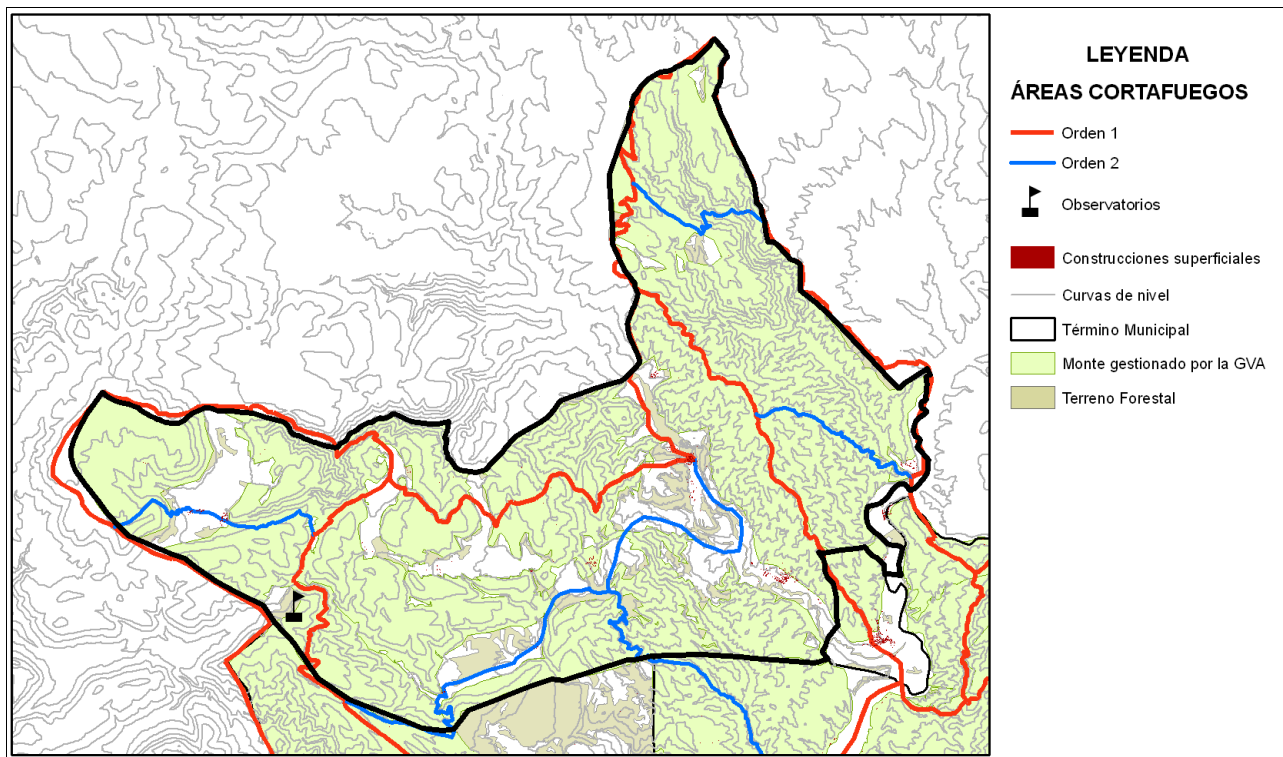 LEYENDA
ÁREAS CORTAFUEGOS
Orden 1
Orden 2
Observatorios
Construcciones superficiales
Curvas de nivel
Término Municipal
Monte gestionado por la GVA
Terreno Forestal